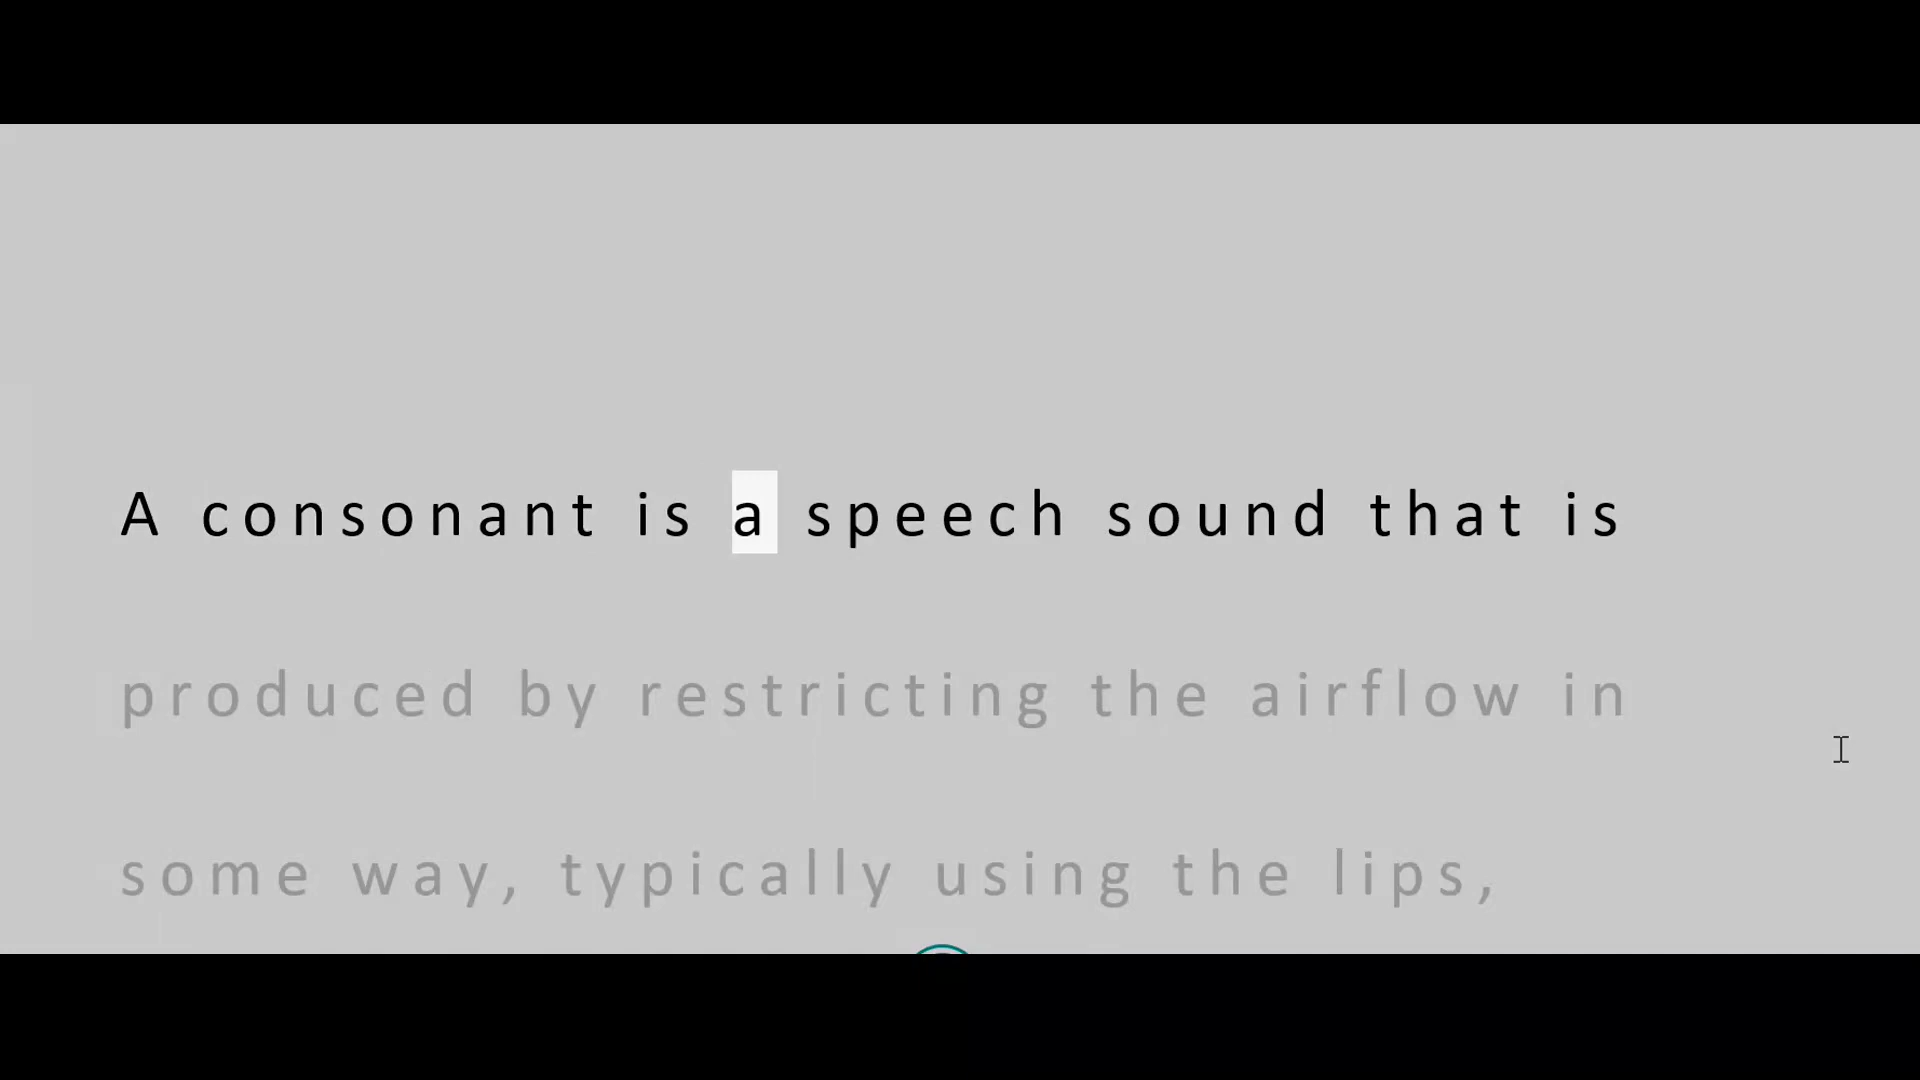 A consonant is a speech sound that is
produced by restricting the airflow in
some way, typically using the lips,